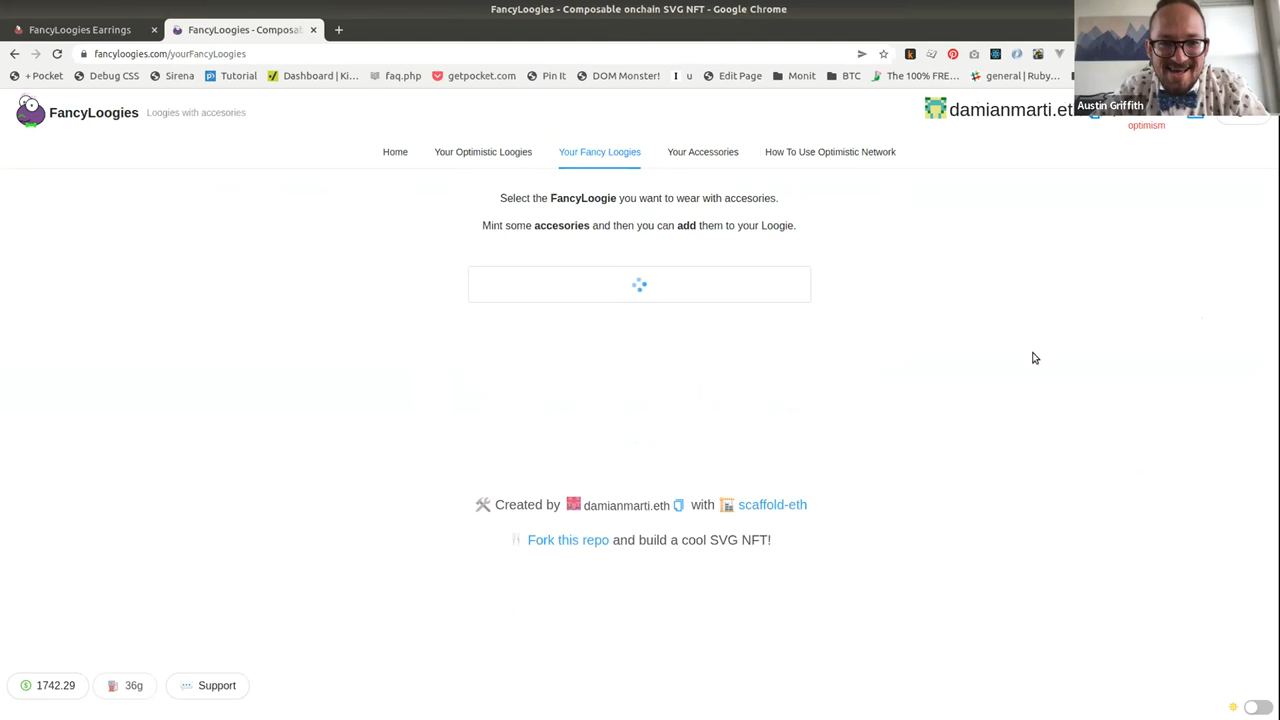 FancyLoogies - Composable onchain SVG NFT - Google Chrome
FancyLoogies Earrings
FancyLoogies - Composa
fancyloogies.com/yourFancyLoogies
+Pocket
Debug CSS
Sirena
Tutorial
Dashboard | Ki...
faq.php
getpocket.com
Pin It
DOM Monster!
u
Edit Page
Monit
BTC
The 100% FRE...
general | Ruby...
Austin Griffith
FancyLoogies
Loogies with accesories
damianmarti.et
optimism
Home
Your Optimistic Loogies
Your Fancy Loogies
Your Accessories
How To Use Optimistic Network
Select the FancyLoogie you want to wear with accesories.
Mint some accesories and then you can add them to your Loogie.
Created by damianmarti.eth with scaffold-eth
Fork this repo and build a cool SVG NFT!
1742.29
36g
Support